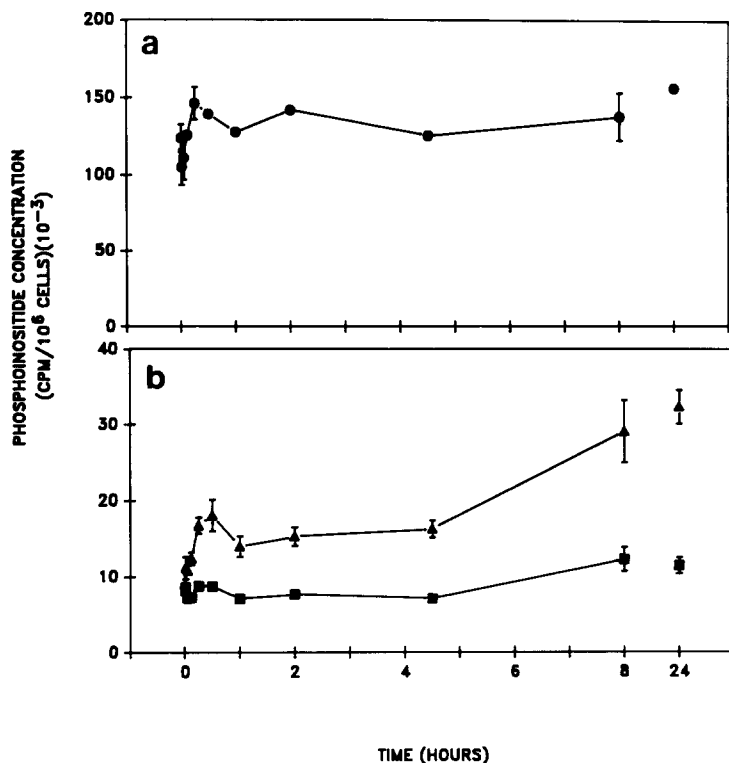 200
a
150
100
50
0
PHOSPHOINOSITIDE CONCENTRATION
(CPM/10⁶ CELLS)(10⁻³)
40
b
30
20
10
0
0 2 4 6 8 24
TIME (HOURS)